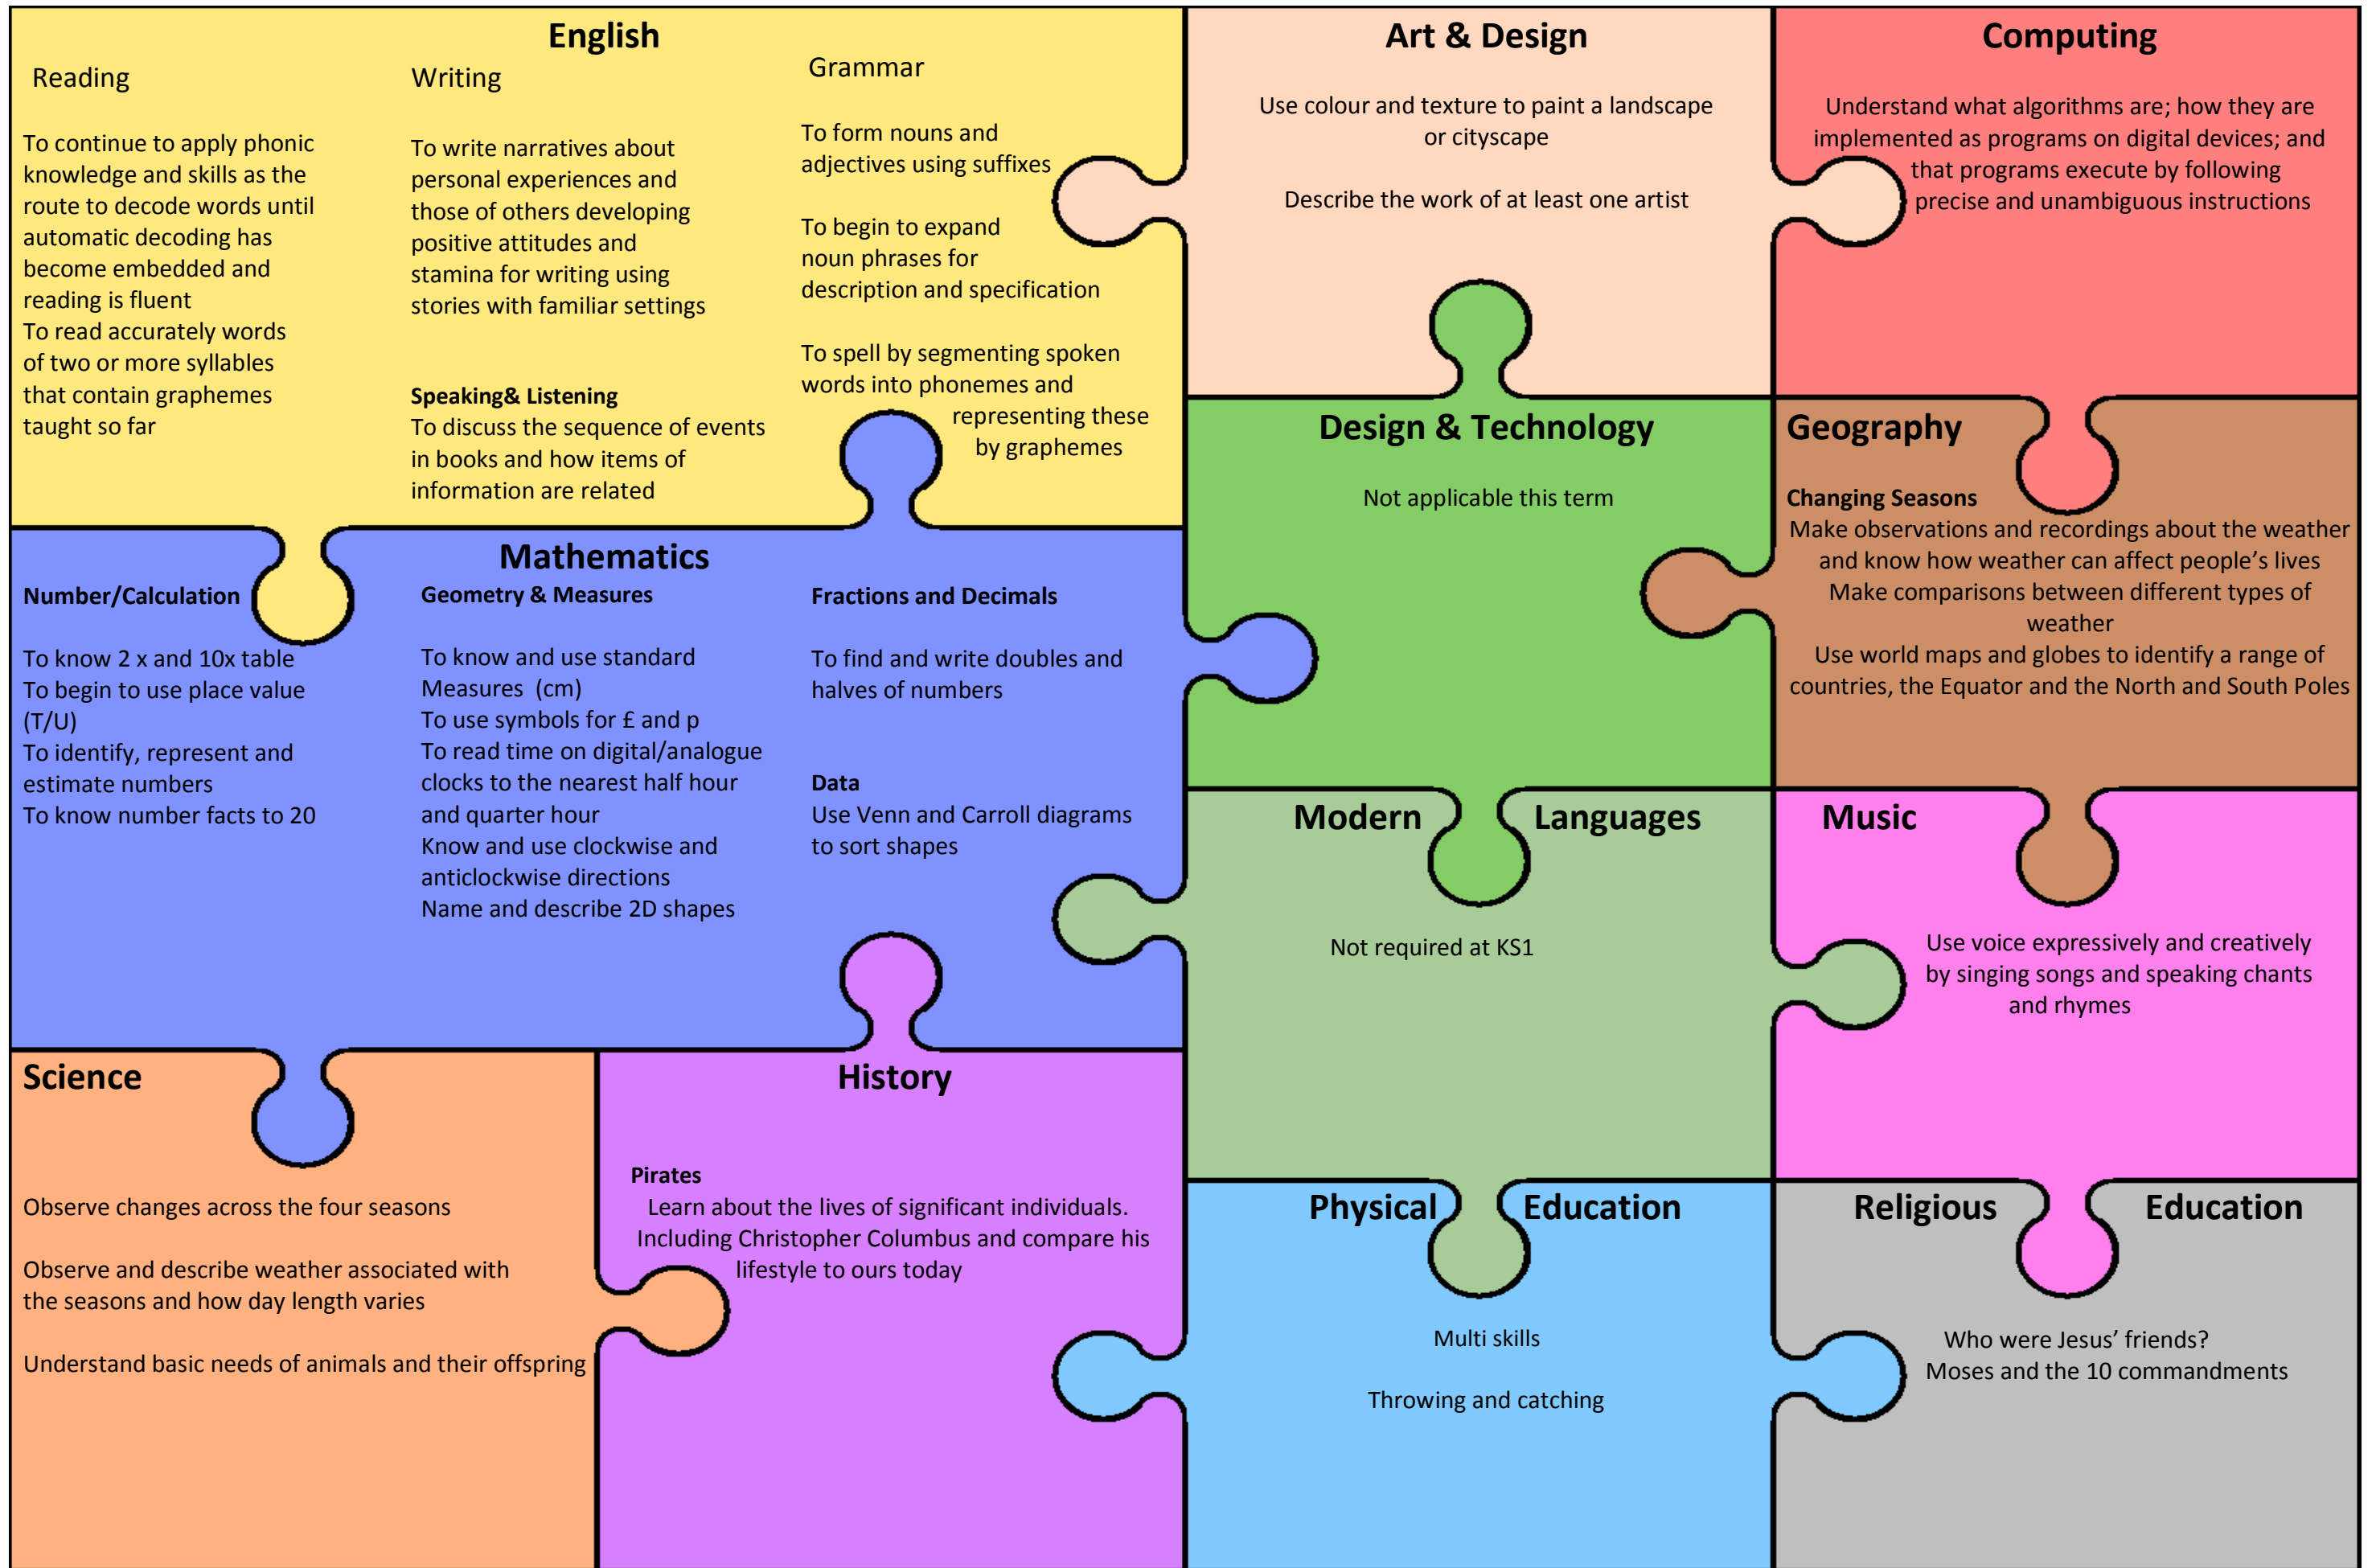 English
Reading
To continue to apply phonic
knowledge and skills as the
route to decode words until
automatic decoding has
become embedded and
reading is fluent
To read accurately words
of two or more syllables
that contain graphemes
taught so far
Writing
To write narratives about
personal experiences and
those of others developing
positive attitudes and
stamina for writing using
stories with familiar settings
Speaking& Listening
To discuss the sequence of events
in books and how items of
information are related
Grammar
To form nouns and
adjectives using suffixes
To begin to expand
noun phrases for
description and specification
To spell by segmenting spoken
words into phonemes and
representing these
by graphemes
Art & Design
Use colour and texture to paint a landscape
or cityscape
Describe the work of at least one artist
Computing
Understand what algorithms are; how they are
implemented as programs on digital devices; and
that programs execute by following
precise and unambiguous instructions
Mathematics
Number/Calculation
To know 2 x and 10x table
To begin to use place value
(T/U)
To identify, represent and
estimate numbers
To know number facts to 20
Geometry & Measures
To know and use standard
Measures (cm)
To use symbols for £ and p
To read time on digital/analogue
clocks to the nearest half hour
and quarter hour
Know and use clockwise and
anticlockwise directions
Name and describe 2D shapes
Fractions and Decimals
To find and write doubles and
halves of numbers
Data
Use Venn and Carroll diagrams
to sort shapes
Design & Technology
Not applicable this term
Geography
Changing Seasons
Make observations and recordings about the weather
and know how weather can affect people's lives
Make comparisons between different types of
weather
Use world maps and globes to identify a range of
countries, the Equator and the North and South Poles
Modern Languages
Not required at KS1
Music
Use voice expressively and creatively
by singing songs and speaking chants
and rhymes
Science
Observe changes across the four seasons
Observe and describe weather associated with
the seasons and how day length varies
Understand basic needs of animals and their offspring
History
Pirates
Learn about the lives of significant individuals.
Including Christopher Columbus and compare his
lifestyle to ours today
Physical Education
Multi skills
Throwing and catching
Religious Education
Who were Jesus' friends?
Moses and the 10 commandments